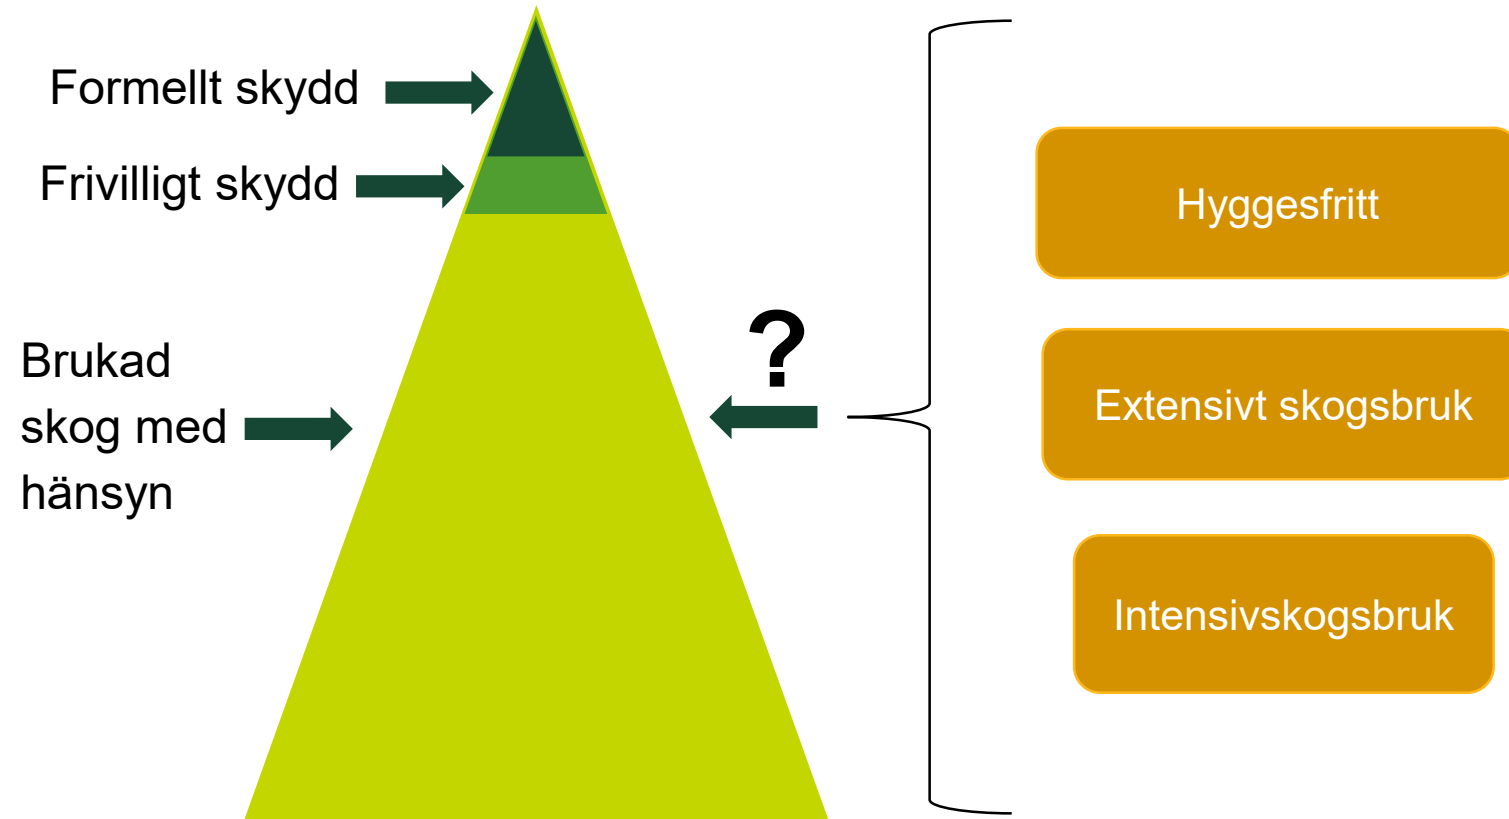 Formellt skydd
Frivilligt skydd
Brukad
skog med
hänsyn
?
Hyggesfritt
Extensivt skogsbruk
Intensivskogsbruk